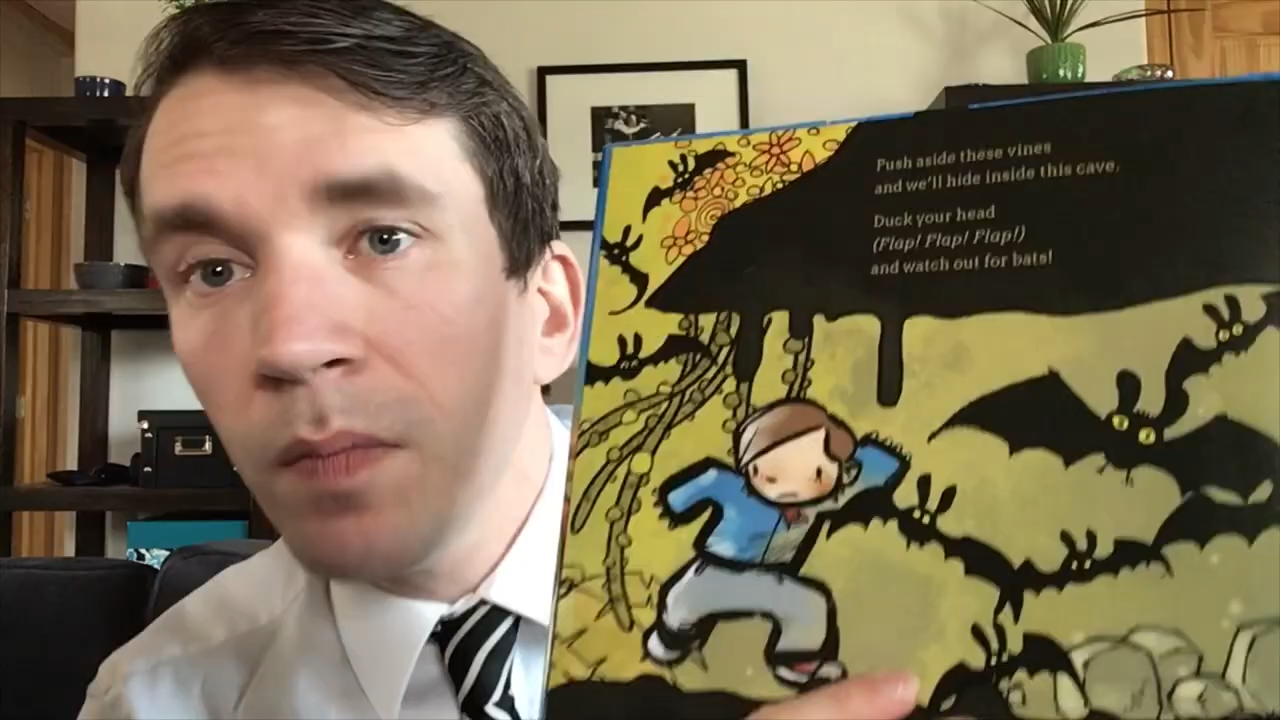 Push aside these vines
and we'll hide inside this cave,
Duck your head
(Flap! Flap! Flap!)
and watch out for bats!